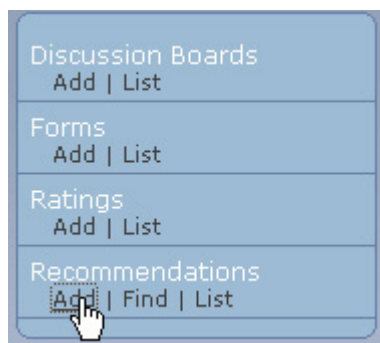 Discussion Boards
Add | List
Forms
Add | List
Ratings
Add | List
Recommendations
Add | Find | List